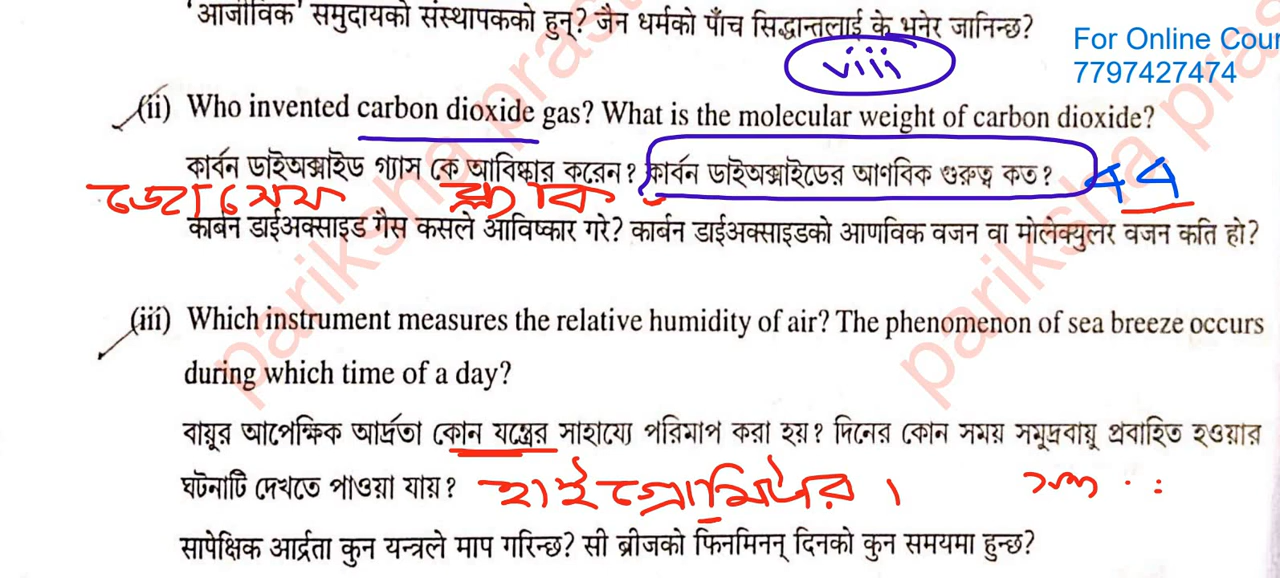 'आजीविक' समुदायको संस्थापकको हुन्? जैन धर्मको पाँच सिद्धान्तलाई के भनेर जानिन्छ?
For Online Cour
7797427474
viii
(ii) Who invented carbon dioxide gas? What is the molecular weight of carbon dioxide?
কার্বন ডাইঅক্সাইড গ্যাস কে আবিষ্কার করেন? কার্বন ডাইঅক্সাইডের আণবিক গুরুত্ব কত? 44
জোসেফ ব্ল্যাক
कार्बन डाईअक्साइड गैस कसले आविष्कार गरे? कार्बन डाईअक्साइडको आणविक वजन वा मोलेक्युलर वजन कति हो?
(iii) Which instrument measures the relative humidity of air? The phenomenon of sea breeze occurs
during which time of a day?
বায়ুর আপেক্ষিক আর্দ্রতা কোন যন্ত্রের সাহায্যে পরিমাপ করা হয়? দিনের কোন সময় সমুদ্রবায়ু প্রবাহিত হওয়ার
ঘটনাটি দেখতে পাওয়া যায়? হাইগ্রোমিটার।
सापेक्षिक आर्द्रता कुन यन्त्रले माप गरिन्छ? सी ब्रीजको फिनमिनन् दिनको कुन समयमा हुन्छ?
pariksha pras
pariksha pras